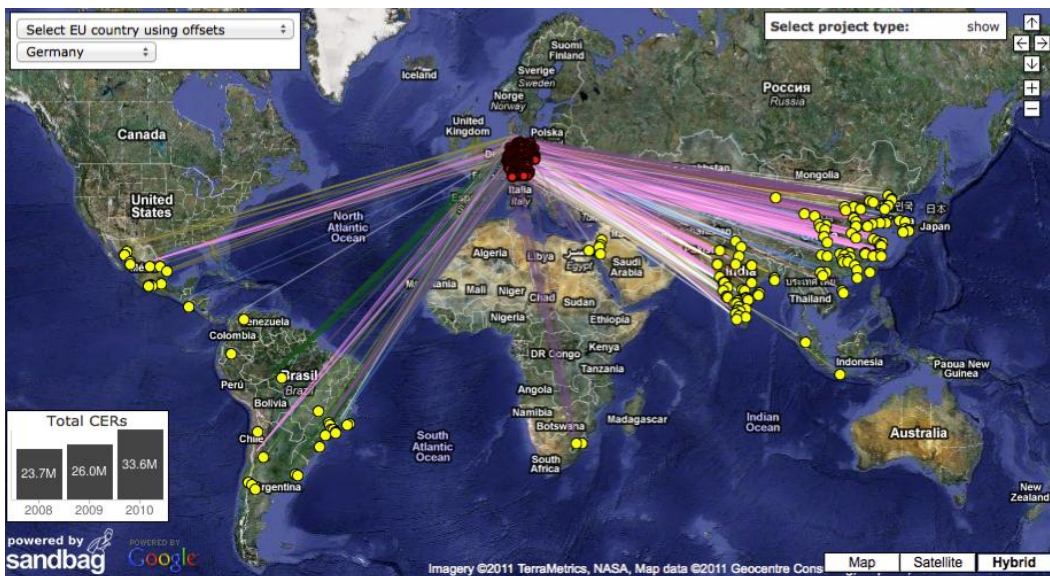 Select EU country using offsets
Germany
Select project type: show
Suomi
Finland
Iceland
Sverige
Sweden
Norge
Norway
Россия
Russia
United
Kingdom
Polska
Canada
Mongolia
Italia
Italy
United
States
North
Atlantic
Ocean
민국
日本
Japan
Algeria
Libya
Egypt
Saudi
Arabia
India
Mali
Niger
Chad
Sudan
Thailand
Nigeria
Ethiopia
Colombia
DR Congo
Kenya
Tanzania
Indonesia
Papua New
Guinea
Perú
Brasil
Brazil
Bolivia
Angola
Namibia
Botswana
Madagascar
Indian
Ocean
Chile
South
Atlantic
Ocean
South
Africa
Australia
New
Zealand
Total CERs
23.7M 26.0M 33.6M
2008 2009 2010
powered by
sandbag
POWERED BY
Google
Map Satellite Hybrid
Imagery ©2011 TerraMetrics, NASA, Map data ©2011 Geocentre